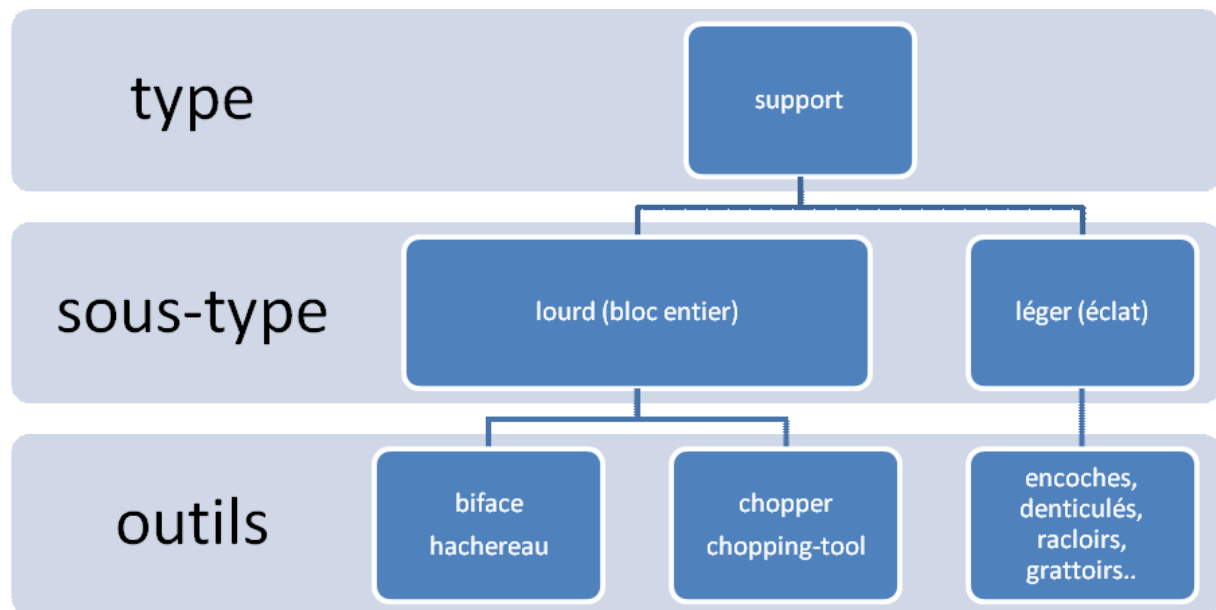 type
support
sous-type
lourd (bloc entier)
léger (éclat)
outils
biface
hachereau
chopper
chopping-tool
encoches,
denticulés,
racloirs,
grattoirs..